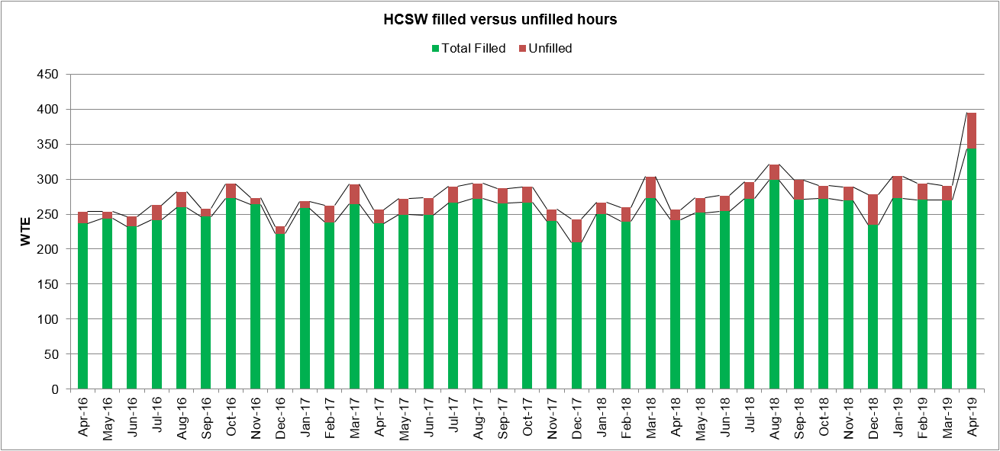 HCSW filled versus unfilled hours
Total Filled Unfilled
450
400
350
300
250
200
150
100
50
0
WTE
Apr-16 May-16 Jun-16 Jul-16 Aug-16 Sep-16 Oct-16 Nov-16 Dec-16 Jan-17 Feb-17 Mar-17 Apr-17 May-17 Jun-17 Jul-17 Aug-17 Sep-17 Oct-17 Nov-17 Dec-17 Jan-18 Feb-18 Mar-18 Apr-18 May-18 Jun-18 Jul-18 Aug-18 Sep-18 Oct-18 Nov-18 Dec-18 Jan-19 Feb-19 Mar-19 Apr-19